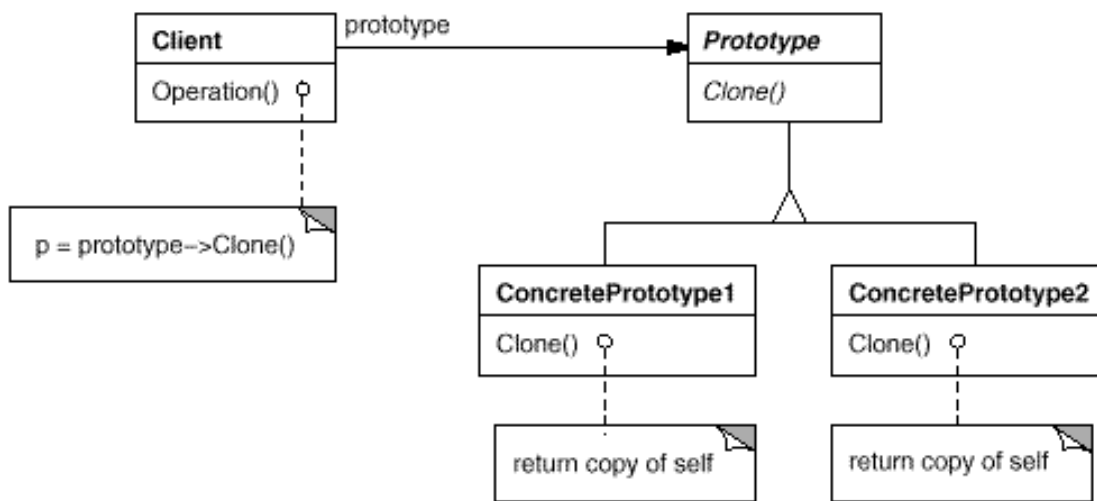 Client
prototype
Prototype
Operation()
Clone()
p = prototype->Clone()
ConcretePrototype1
ConcretePrototype2
Clone()
Clone()
return copy of self
return copy of self